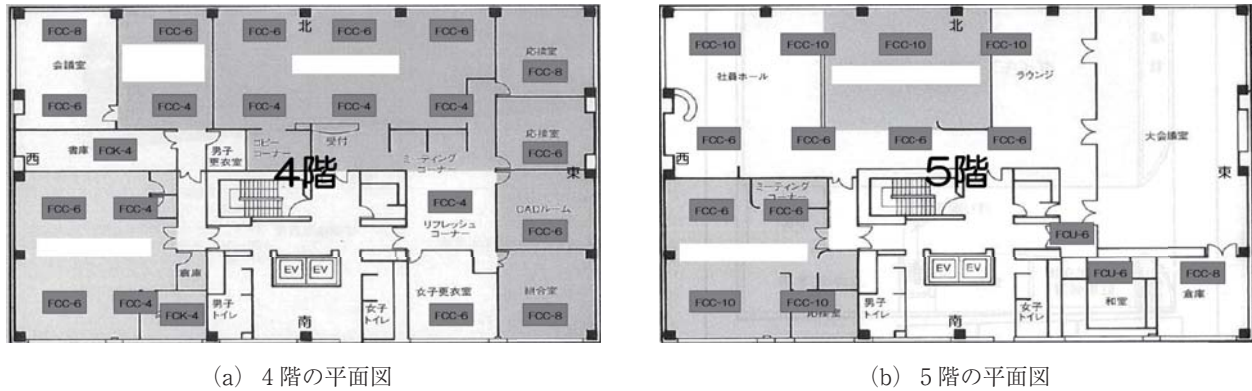 北
FCC-8
FCC-6
FCC-6
FCC-6
FCC-6
応接室
FCC-8
会議室
FCC-6
FCC-4
FCC-4
FCC-4
FCC-4
書庫
FCK-4
男子
更衣室
コピー
コーナー
受付
ミーティング
コーナー
応接室
FCC-6
西
4階
東
FCC-6
FCC-4
FCC-4
リフレッシュ
コーナー
CADルーム
FCC-6
倉庫
EV
EV
FCC-6
FCC-4
FCK-4
男子
トイレ
南
女子
トイレ
女子更衣室
FCC-6
組合室
FCC-8
(a) 4階の平面図
北
FCC-10
FCC-10
FCC-10
FCC-10
社員ホール
ラウンジ
FCC-6
FCC-6
FCC-6
FCC-6
大会議室
西
5階
東
ミーティング
コーナー
FCC-6
FCC-6
FCU-6
EV
EV
FCU-6
FCC-8
FCC-10
FCC-10
応接室
男子
トイレ
南
女子
トイレ
和室
倉庫
(b) 5階の平面図